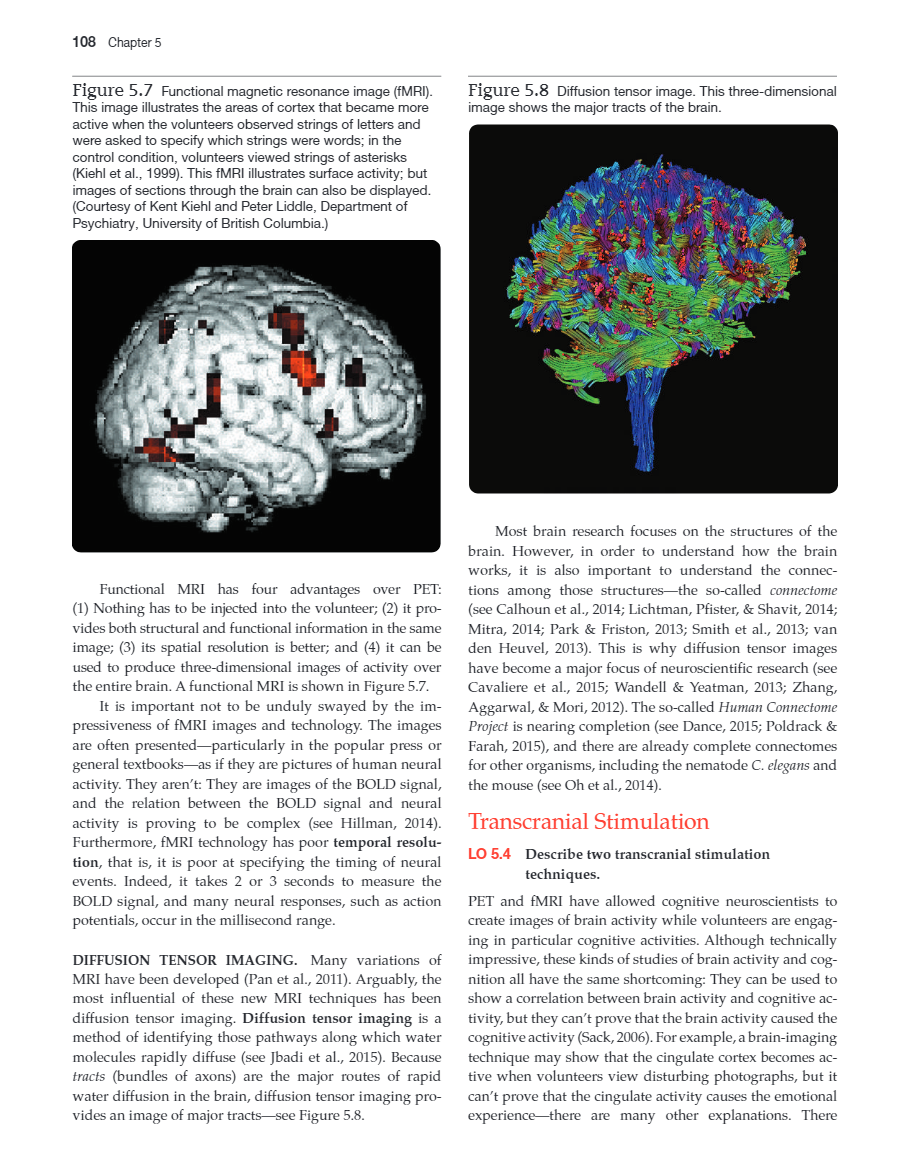 108 Chapter 5
Figure 5.7 Functional magnetic resonance image (fMRI).
This image illustrates the areas of cortex that became more
active when the volunteers observed strings of letters and
were asked to specify which strings were words; in the
control condition, volunteers viewed strings of asterisks
(Kiehl et al., 1999). This fMRI illustrates surface activity; but
images of sections through the brain can also be displayed.
(Courtesy of Kent Kiehl and Peter Liddle, Department of
Psychiatry, University of British Columbia.)
Functional MRI has four advantages over PET:
(1) Nothing has to be injected into the volunteer; (2) it pro-
vides both structural and functional information in the same
image; (3) its spatial resolution is better; and (4) it can be
used to produce three-dimensional images of activity over
the entire brain. A functional MRI is shown in Figure 5.7.
It is important not to be unduly swayed by the im-
pressiveness of fMRI images and technology. The images
are often presented—particularly in the popular press or
general textbooks—as if they are pictures of human neural
activity. They aren't: They are images of the BOLD signal,
and the relation between the BOLD signal and neural
activity is proving to be complex (see Hillman, 2014).
Furthermore, fMRI technology has poor temporal resolu-
tion, that is, it is poor at specifying the timing of neural
events. Indeed, it takes 2 or 3 seconds to measure the
BOLD signal, and many neural responses, such as action
potentials, occur in the millisecond range.
DIFFUSION TENSOR IMAGING. Many variations of
MRI have been developed (Pan et al., 2011). Arguably, the
most influential of these new MRI techniques has been
diffusion tensor imaging. Diffusion tensor imaging is a
method of identifying those pathways along which water
molecules rapidly diffuse (see Jbadi et al., 2015). Because
tracts (bundles of axons) are the major routes of rapid
water diffusion in the brain, diffusion tensor imaging pro-
vides an image of major tracts—see Figure 5.8.
Figure 5.8 Diffusion tensor image. This three-dimensional
image shows the major tracts of the brain.
Most brain research focuses on the structures of the
brain. However, in order to understand how the brain
works, it is also important to understand the connec-
tions among those structures—the so-called connectome
(see Calhoun et al., 2014; Lichtman, Pfister, & Shavit, 2014;
Mitra, 2014; Park & Friston, 2013; Smith et al., 2013; van
den Heuvel, 2013). This is why diffusion tensor images
have become a major focus of neuroscientific research (see
Cavaliere et al., 2015; Wandell & Yeatman, 2013; Zhang,
Aggarwal, & Mori, 2012). The so-called Human Connectome
Project is nearing completion (see Dance, 2015; Poldrack &
Farah, 2015), and there are already complete connectomes
for other organisms, including the nematode C. elegans and
the mouse (see Oh et al., 2014).
Transcranial Stimulation
LO 5.4 Describe two transcranial stimulation
techniques.
PET and fMRI have allowed cognitive neuroscientists to
create images of brain activity while volunteers are engag-
ing in particular cognitive activities. Although technically
impressive, these kinds of studies of brain activity and cog-
nition all have the same shortcoming: They can be used to
show a correlation between brain activity and cognitive ac-
tivity, but they can't prove that the brain activity caused the
cognitive activity (Sack, 2006). For example, a brain-imaging
technique may show that the cingulate cortex becomes ac-
tive when volunteers view disturbing photographs, but it
can't prove that the cingulate activity causes the emotional
experience—there are many other explanations. There